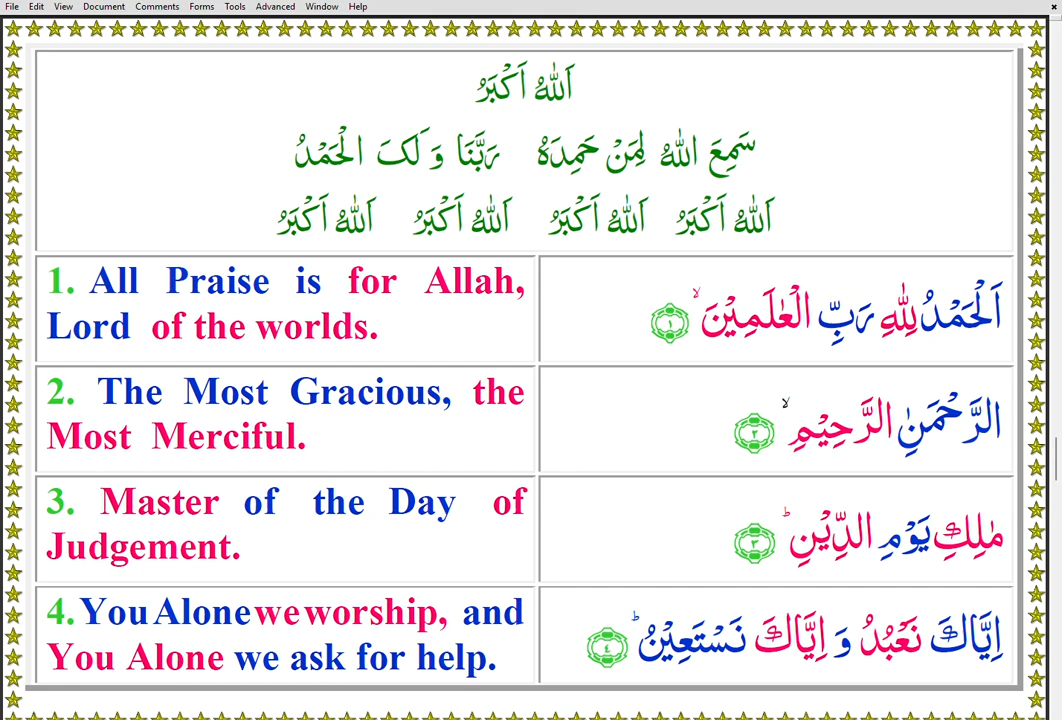 File Edit View Document Comments Forms Tools Advanced Window Help ×
اَللّٰهُ اَکْبَرُ
سَمِعَ اللّٰهُ لِمَنْ حَمِدَهٗ رَبَّنَا وَ لَکَ الْحَمْدُ
اَللّٰهُ اَکْبَرُ اَللّٰهُ اَکْبَرُ اَللّٰهُ اَکْبَرُ اَللّٰهُ اَکْبَرُ
1. All Praise is for Allah,
Lord of the worlds.
اَلْحَمْدُ لِلّٰهِ رَبِّ الْعٰلَمِیْنَ ۙ ۱
2. The Most Gracious, the
Most Merciful.
الرَّحْمٰنِ الرَّحِیْمِ ۙ ۲
3. Master of the Day of
Judgement.
مٰلِكِ یَوْمِ الدِّیْنِ ؕ ۳
4. You Alone we worship, and
You Alone we ask for help.
اِیَّاكَ نَعْبُدُ وَ اِیَّاكَ نَسْتَعِیْنُ ؕ ٤